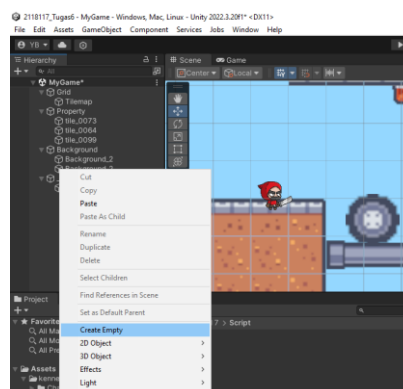 2118117_Tugas6 - MyGame - Windows, Mac, Linux - Unity 2022.3.20f1* <DX11>
File Edit Assets GameObject Component Services Jobs Window Help
YB
Hierarchy
Scene Game
All
Center Local
MyGame*
Grid
Tilemap
Property
tile_0073
tile_0064
tile_0099
Background
Background_2
Cut
Copy
Paste
Paste As Child
Rename
Duplicate
Delete
Select Children
Find References in Scene
Set as Default Parent
Create Empty
2D Object
3D Object
Effects
Light
Project
Favorite
7 > Script
All Ma
All Mo
All Pre
Assets
kenne